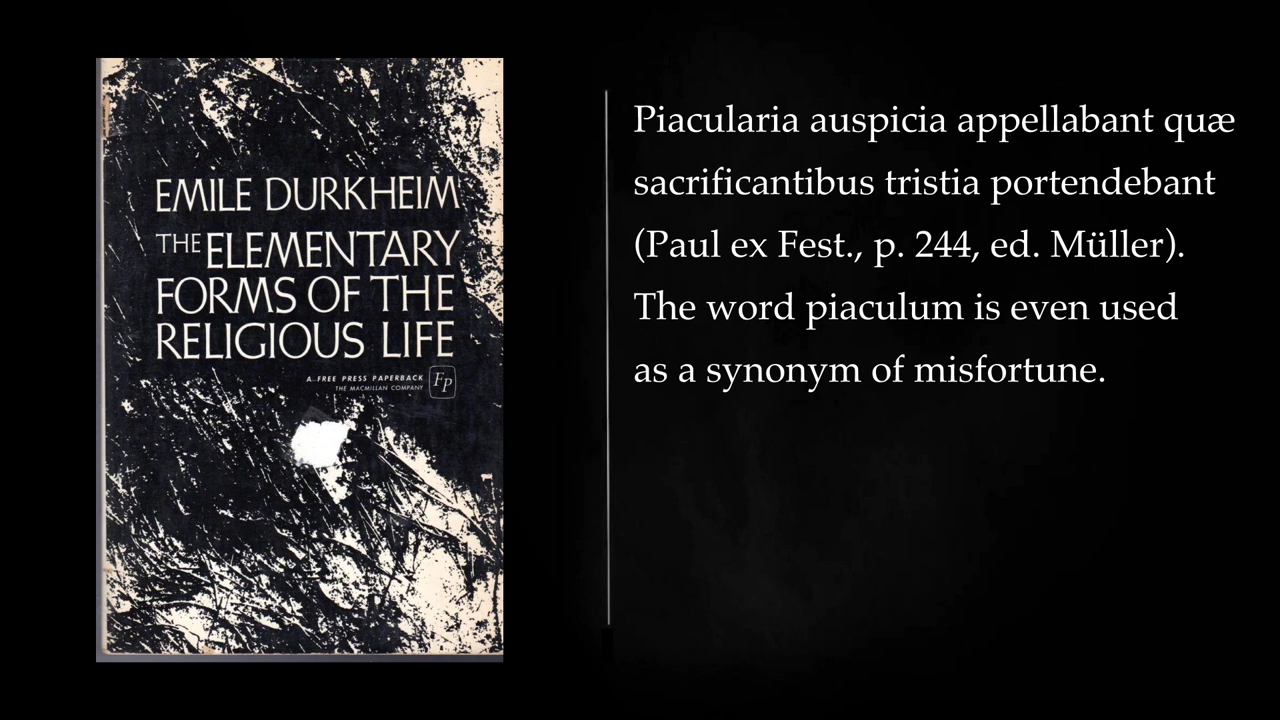 EMILE DURKHEIM
THE ELEMENTARY
FORMS OF THE
RELIGIOUS LIFE
A FREE PRESS PAPERBACK
THE MACMILLAN COMPANY
FP
Piacularia auspicia appellabant quæ
sacrificantibus tristia portendebant
(Paul ex Fest., p. 244, ed. Müller).
The word piaculum is even used
as a synonym of misfortune.